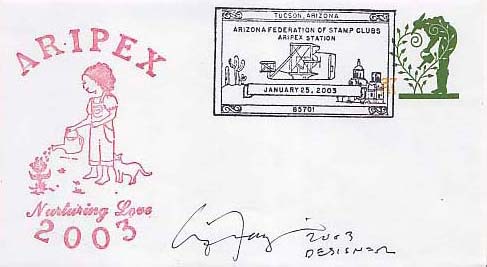 ARIPEX
Nurturing Love
2003
TUCSON, ARIZONA
ARIZONA FEDERATION OF STAMP CLUBS
ARIPEX STATION
JANUARY 25, 2003
85701
2003
DESIGNER